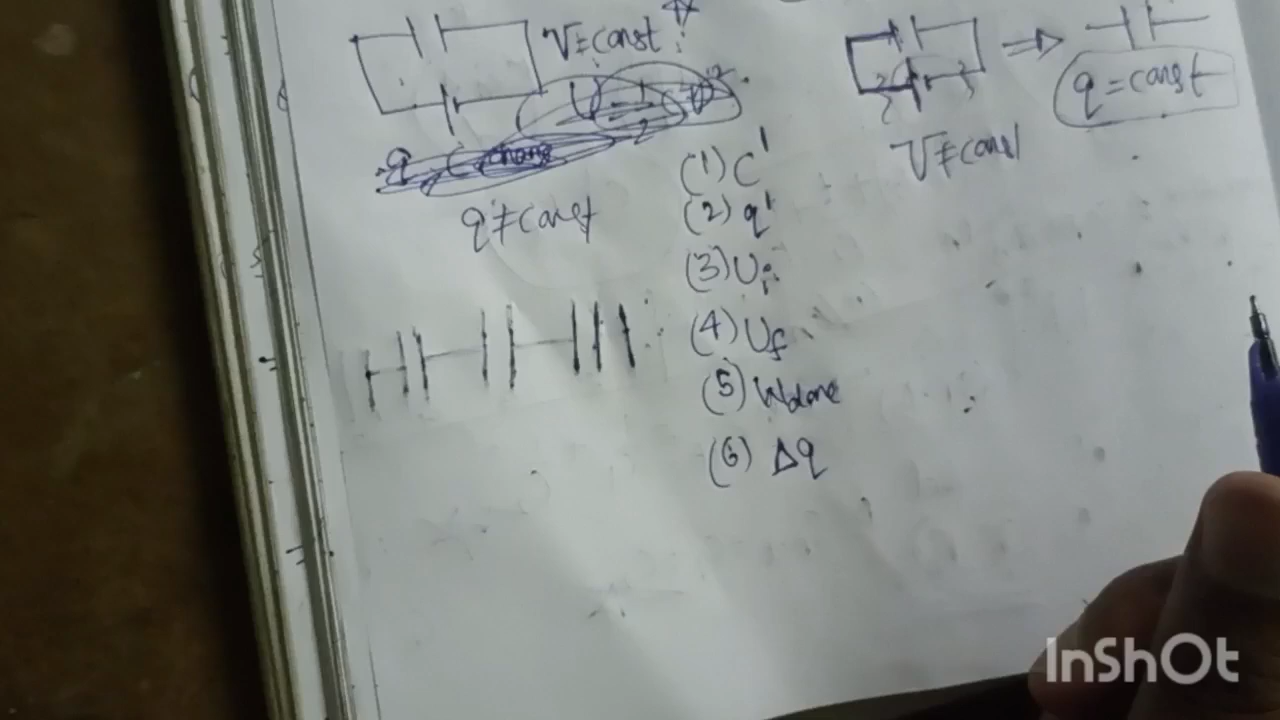 V=const
q≠const
(1) C'
(2) q'
(3) Ui
(4) Uf
(5) Wdone
(6) Δq
q=const
V≠const
InShOt